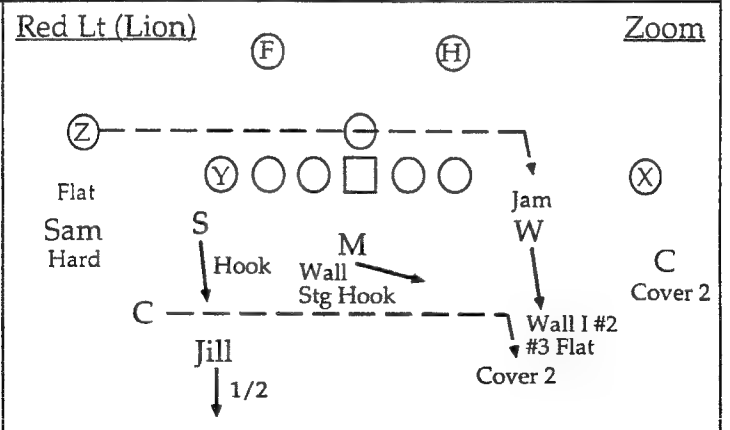 Red Lt (Lion)
Zoom
F
H
Z
Y
X
Flat
Sam
Hard
S
Hook
M
Wall
Stg Hook
Jam
W
C
Cover 2
C
Wall I #2
#3 Flat
Cover 2
Jill
1/2